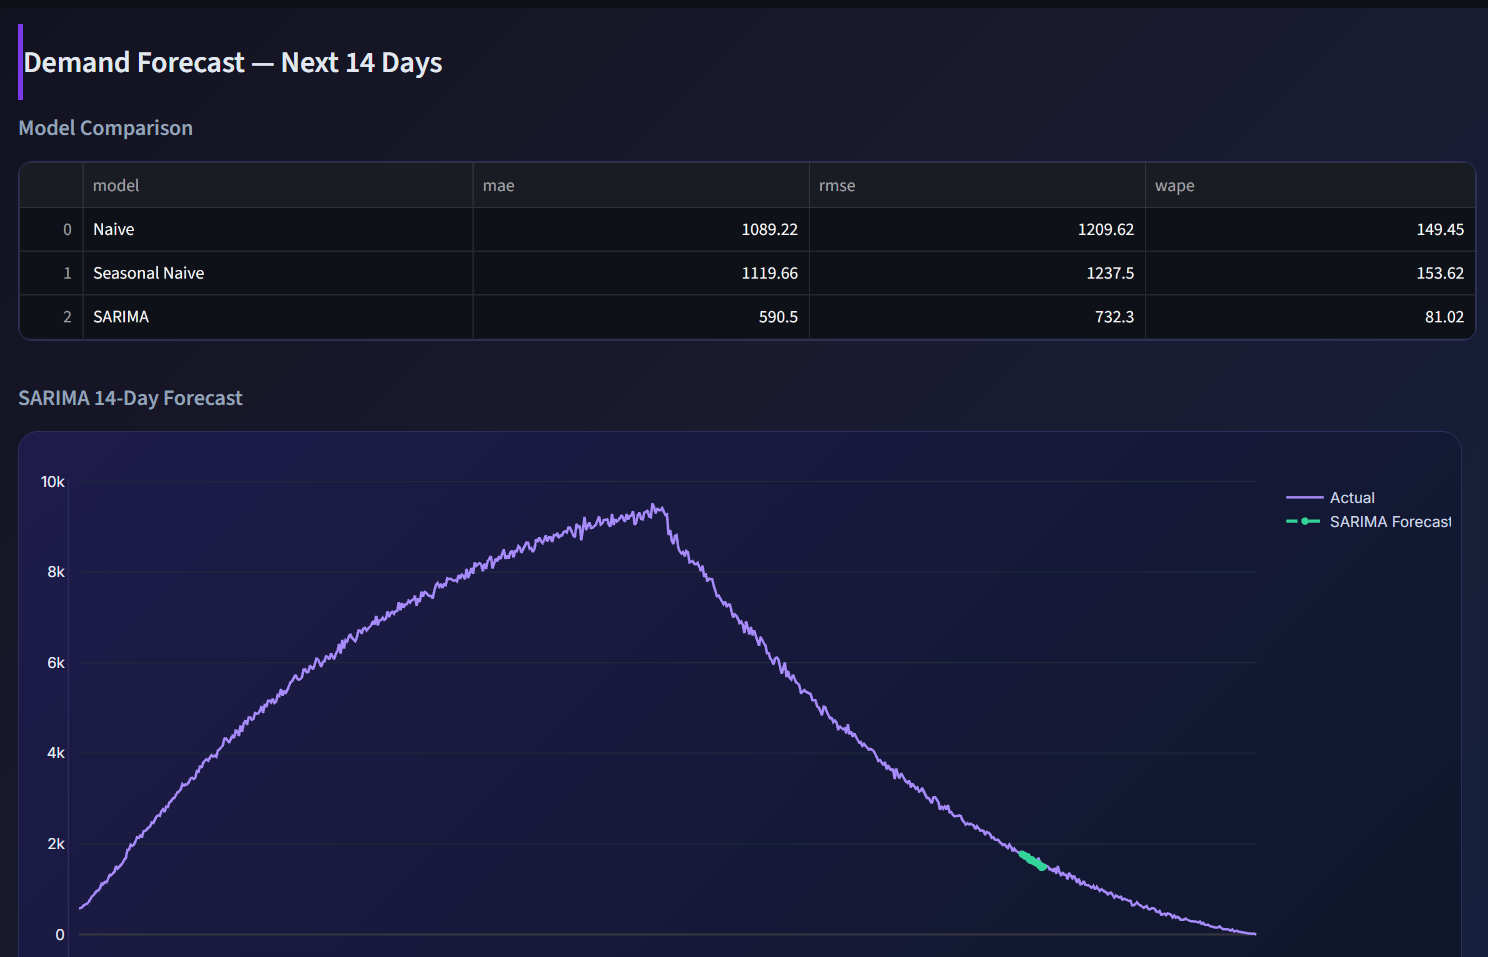 Demand Forecast — Next 14 Days
Model Comparison
model mae rmse wape
0 Naive 1089.22 1209.62 149.45
1 Seasonal Naive 1119.66 1237.5 153.62
2 SARIMA 590.5 732.3 81.02
SARIMA 14-Day Forecast
10k
8k
6k
4k
2k
0
Actual
SARIMA Forecast